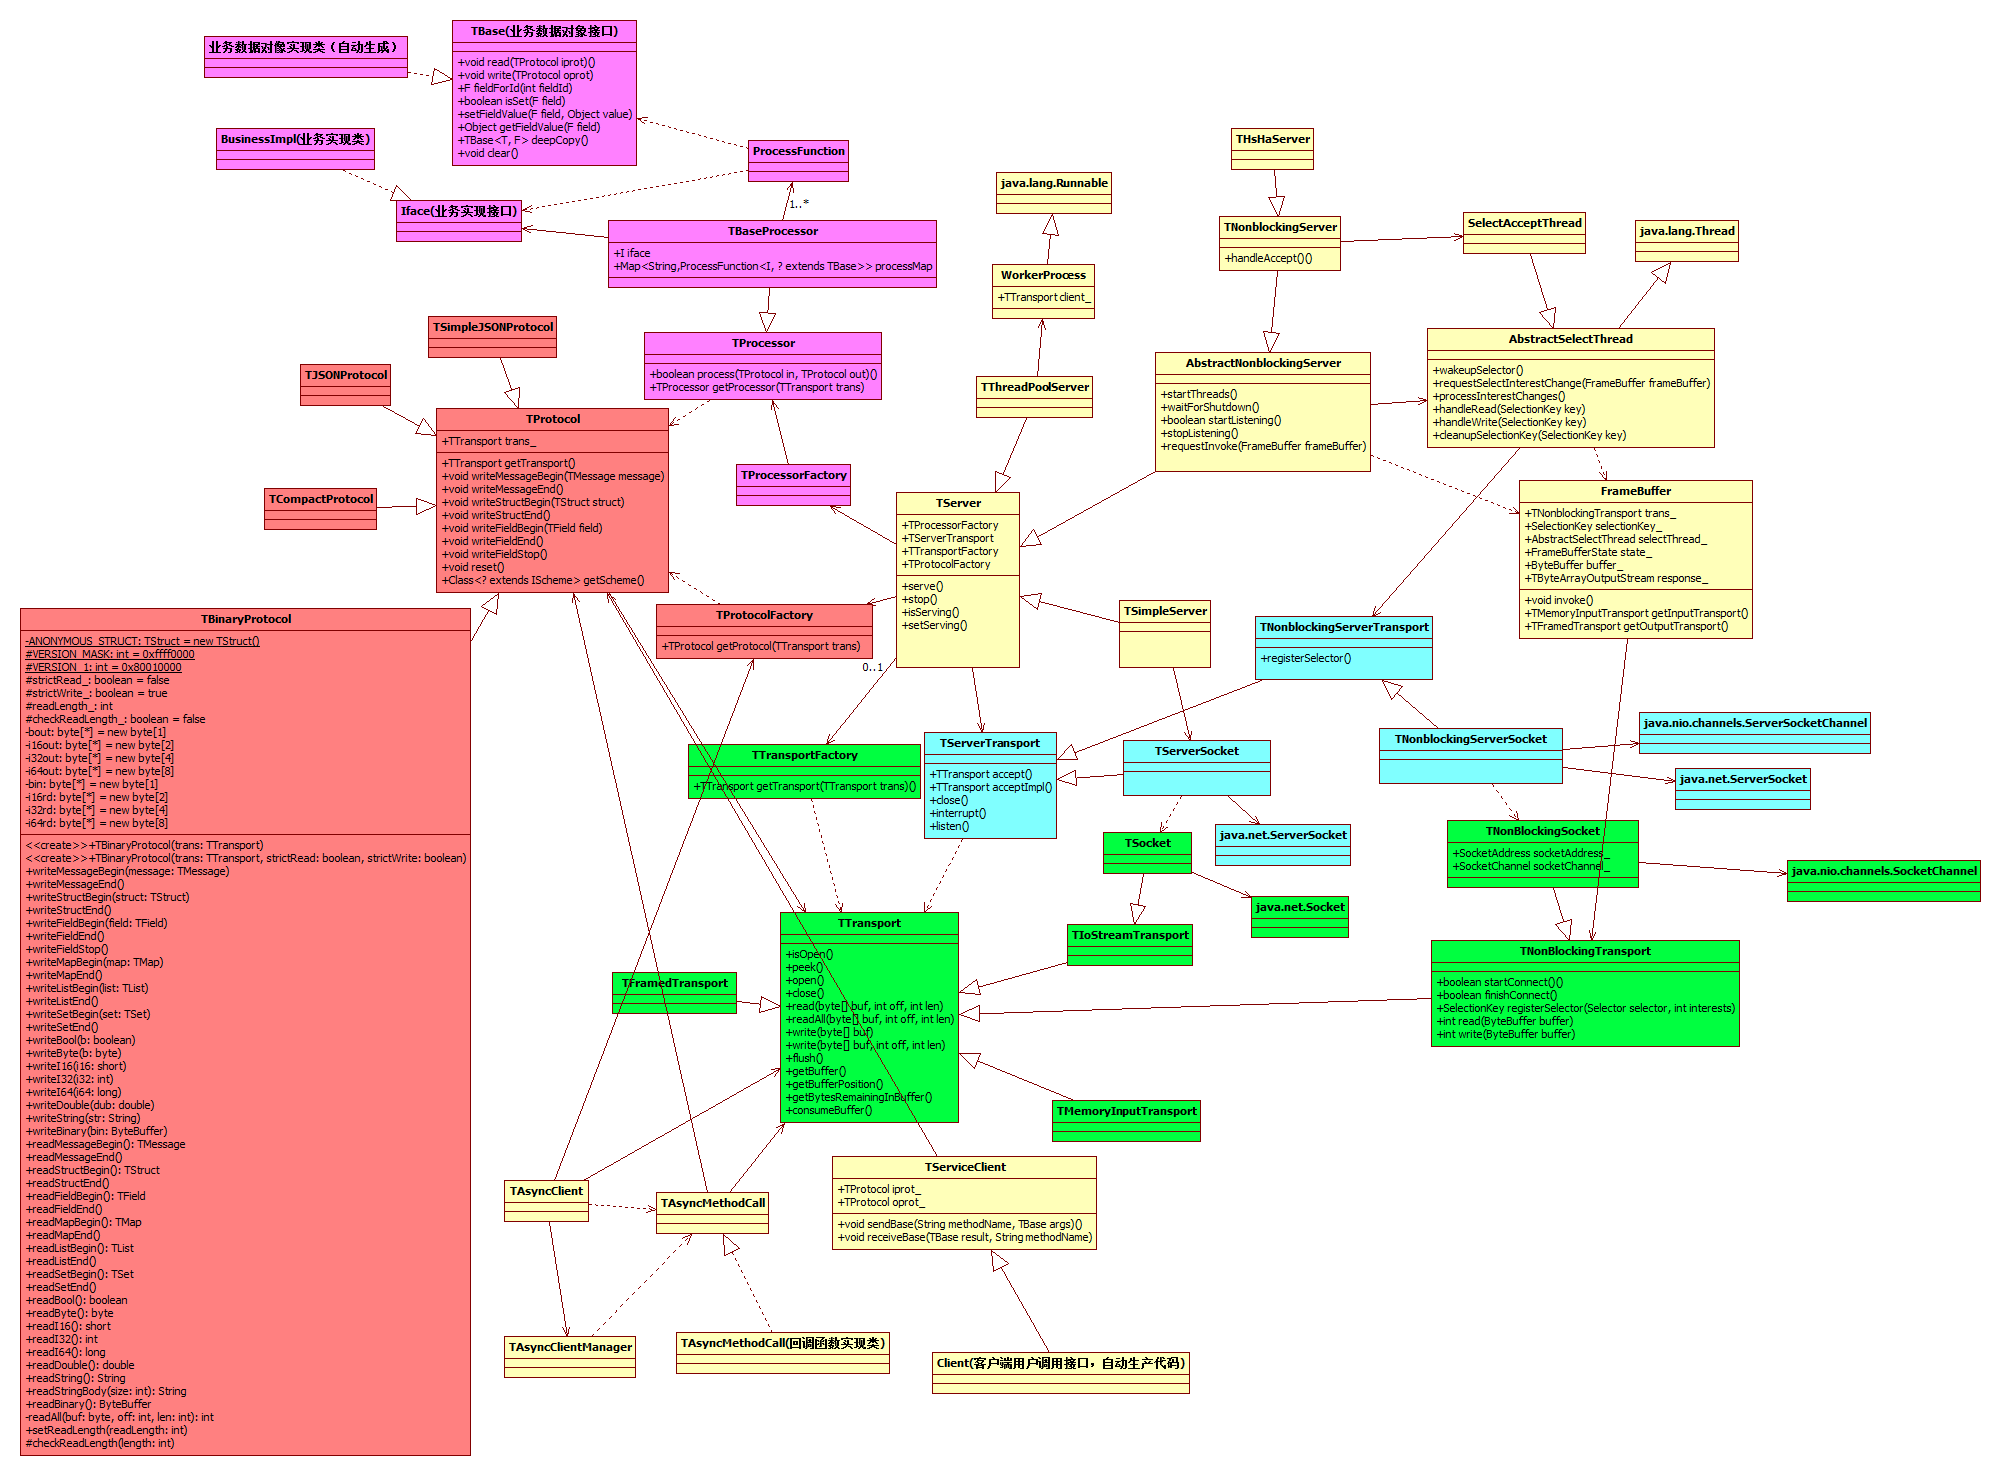 业务数据对像实现类（自动生成）
TBase(业务数据对象接口)
+void read(TProtocol iprot)()
+void write(TProtocol oprot)
+F fieldForId(int fieldId)
+boolean isSet(F field)
+setFieldValue(F field, Object value)
+Object getFieldValue(F field)
+TBase<T, F> deepCopy()
+void clear()
BusinessImpl(业务实现类)
ProcessFunction
1..*
Iface(业务实现接口)
TBaseProcessor
+I iface
+Map<String,ProcessFunction<I, ? extends TBase>> processMap
THsHaServer
java.lang.Runnable
TNonblockingServer
+handleAccept()()
SelectAcceptThread
java.lang.Thread
WorkerProcess
+TTransport client_
TSimpleJSONProtocol
TJSONProtocol
TProcessor
+boolean process(TProtocol in, TProtocol out)()
+TProcessor getProcessor(TTransport trans)
TThreadPoolServer
AbstractNonblockingServer
+startThreads()
+waitForShutdown()
+boolean startListening()
+stopListening()
+requestInvoke(FrameBuffer frameBuffer)
AbstractSelectThread
+wakeupSelector()
+requestSelectInterestChange(FrameBuffer frameBuffer)
+processInterestChanges()
+handleRead(SelectionKey key)
+handleWrite(SelectionKey key)
+cleanupSelectionKey(SelectionKey key)
TProtocol
+TTransport trans_
+TTransport getTransport()
+void writeMessageBegin(TMessage message)
+void writeMessageEnd()
+void writeStructBegin(TStruct struct)
+void writeStructEnd()
+void writeFieldBegin(TField field)
+void writeFieldEnd()
+void writeFieldStop()
+void reset()
+Class<? extends IScheme> getScheme()
TCompactProtocol
TProcessorFactory
TServer
+TProcessorFactory
+TServerTransport
+TTransportFactory
+TProtocolFactory
+serve()
+stop()
+isServing()
+setServing()
FrameBuffer
+TNonblockingTransport trans_
+SelectionKey selectionKey_
+AbstractSelectThread selectThread_
+FrameBufferState state_
+ByteBuffer buffer_
+TByteArrayOutputStream response_
+void invoke()
+TMemoryInputTransport getInputTransport()
+TFramedTransport getOutputTransport()
TBinaryProtocol
-ANONYMOUS_STRUCT: TStruct = new TStruct()
#VERSION_MASK: int = 0xffff0000
#VERSION_1: int = 0x80010000
#strictRead_: boolean = false
#strictWrite_: boolean = true
#readLength_: int
#checkReadLength_: boolean = false
-bout: byte[*] = new byte[1]
-i16out: byte[*] = new byte[2]
-i32out: byte[*] = new byte[4]
-i64out: byte[*] = new byte[8]
-bin: byte[*] = new byte[1]
-i16rd: byte[*] = new byte[2]
-i32rd: byte[*] = new byte[4]
-i64rd: byte[*] = new byte[8]
<<create>>+TBinaryProtocol(trans: TTransport)
<<create>>+TBinaryProtocol(trans: TTransport, strictRead: boolean, strictWrite: boolean)
+writeMessageBegin(message: TMessage)
+writeMessageEnd()
+writeStructBegin(struct: TStruct)
+writeStructEnd()
+writeFieldBegin(field: TField)
+writeFieldEnd()
+writeFieldStop()
+writeMapBegin(map: TMap)
+writeMapEnd()
+writeListBegin(list: TList)
+writeListEnd()
+writeSetBegin(set: TSet)
+writeSetEnd()
+writeBool(b: boolean)
+writeByte(b: byte)
+writeI16(i16: short)
+writeI32(i32: int)
+writeI64(i64: long)
+writeDouble(dub: double)
+writeString(str: String)
+writeBinary(bin: ByteBuffer)
+readMessageBegin(): TMessage
+readMessageEnd()
+readStructBegin(): TStruct
+readStructEnd()
+readFieldBegin(): TField
+readFieldEnd()
+readMapBegin(): TMap
+readMapEnd()
+readListBegin(): TList
+readListEnd()
+readSetBegin(): TSet
+readSetEnd()
+readBool(): boolean
+readByte(): byte
+readI16(): short
+readI32(): int
+readI64(): long
+readDouble(): double
+readString(): String
+readStringBody(size: int): String
+readBinary(): ByteBuffer
-readAll(buf: byte, off: int, len: int): int
+setReadLength(readLength: int)
#checkReadLength(length: int)
TProtocolFactory
+TProtocol getProtocol(TTransport trans)
0..1
TSimpleServer
TNonblockingServerTransport
+registerSelector()
TTransportFactory
+TTransport getTransport(TTransport trans)()
TServerTransport
+TTransport accept()
+TTransport acceptImpl()
+close()
+interrupt()
+listen()
TServerSocket
TNonblockingServerSocket
java.nio.channels.ServerSocketChannel
java.net.ServerSocket
TSocket
java.net.ServerSocket
TNonBlockingSocket
+SocketAddress socketAddress_
+SocketChannel socketChannel_
java.nio.channels.SocketChannel
java.net.Socket
TIoStreamTransport
TTransport
+isOpen()
+peek()
+open()
+close()
+read(byte[] buf, int off, int len)
+readAll(byte[] buf, int off, int len)
+write(byte[] buf)
+write(byte[] buf, int off, int len)
+flush()
+getBuffer()
+getBufferPosition()
+getBytesRemainingInBuffer()
+consumeBuffer()
TFramedTransport
TNonBlockingTransport
+boolean startConnect()()
+boolean finishConnect()
+SelectionKey registerSelector(Selector selector, int interests)
+int read(ByteBuffer buffer)
+int write(ByteBuffer buffer)
TMemoryInputTransport
TServiceClient
+TProtocol iprot_
+TProtocol oprot_
+void sendBase(String methodName, TBase args)()
+void receiveBase(TBase result, String methodName)
TAsyncClient
TAsyncMethodCall
TAsyncClientManager
TAsyncMethodCall(回调函数实现类)
Client(客户端用户调用接口，自动生产代码)